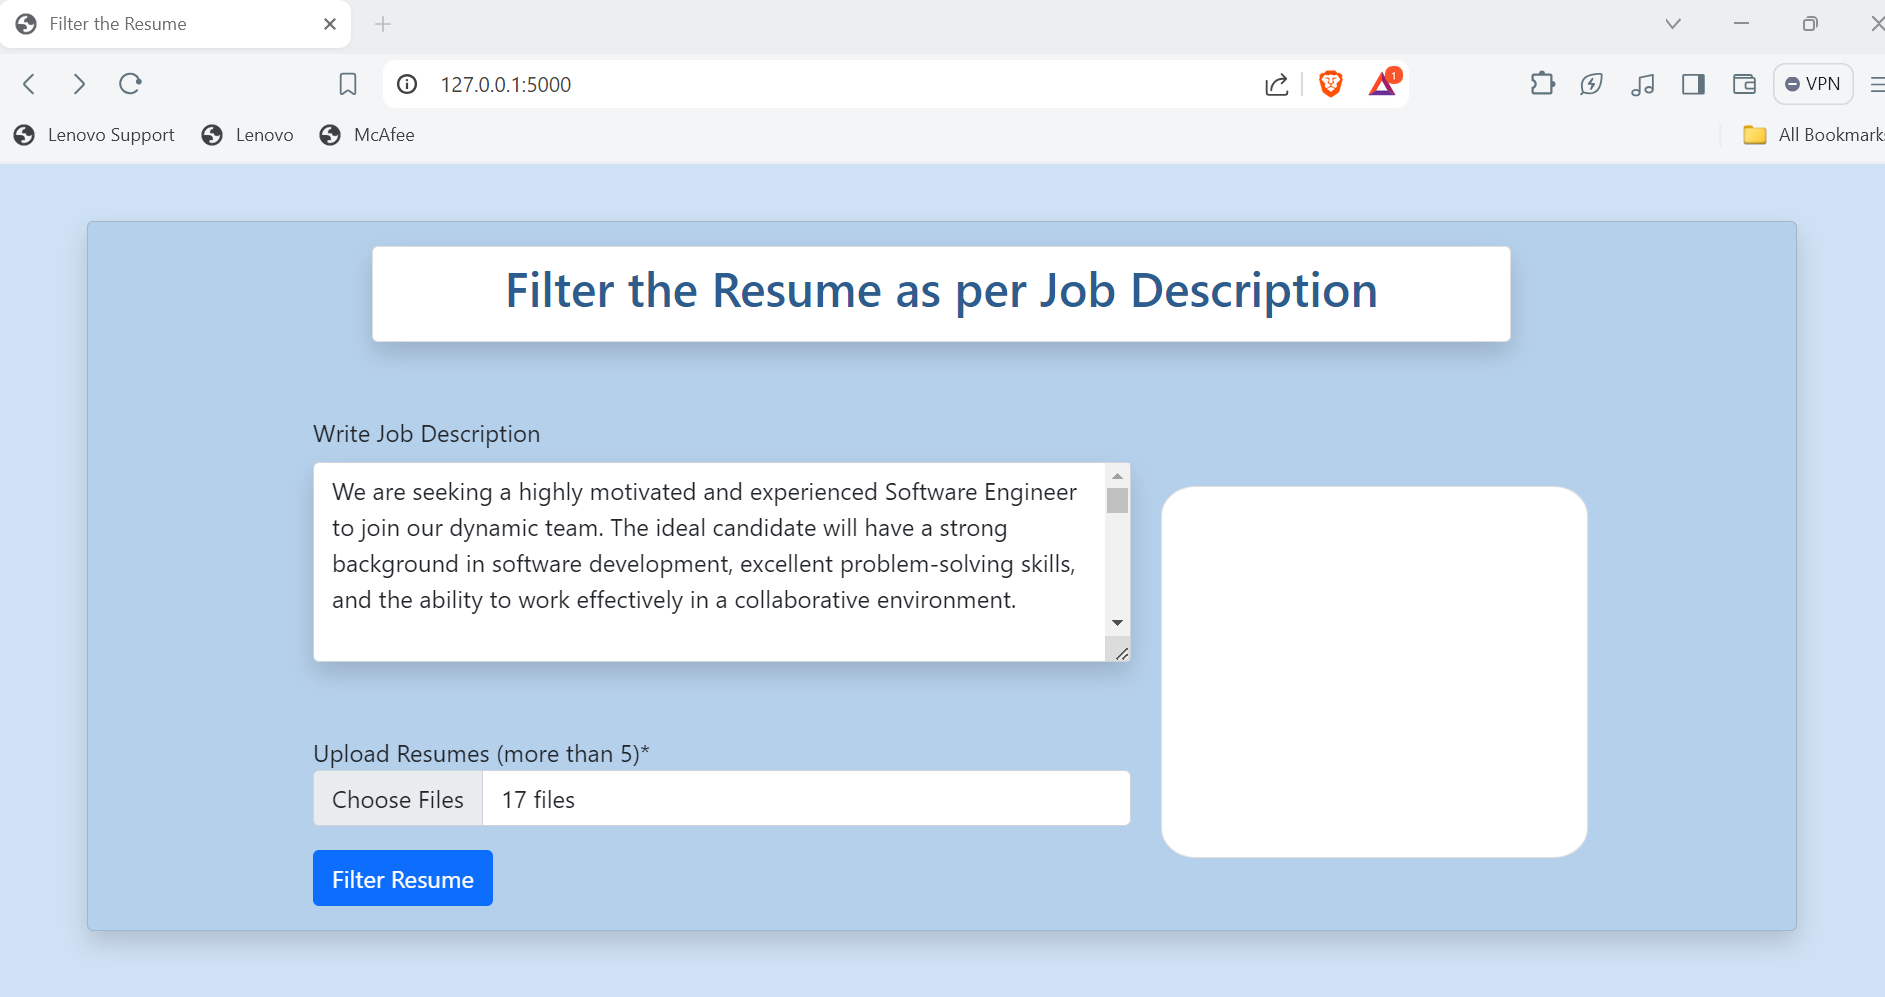 Filter the Resume
127.0.0.1:5000
1
VPN
Lenovo Support
Lenovo
McAfee
All Bookmark
Filter the Resume as per Job Description
Write Job Description
We are seeking a highly motivated and experienced Software Engineer
to join our dynamic team. The ideal candidate will have a strong
background in software development, excellent problem-solving skills,
and the ability to work effectively in a collaborative environment.
Upload Resumes (more than 5)*
Choose Files 17 files
Filter Resume